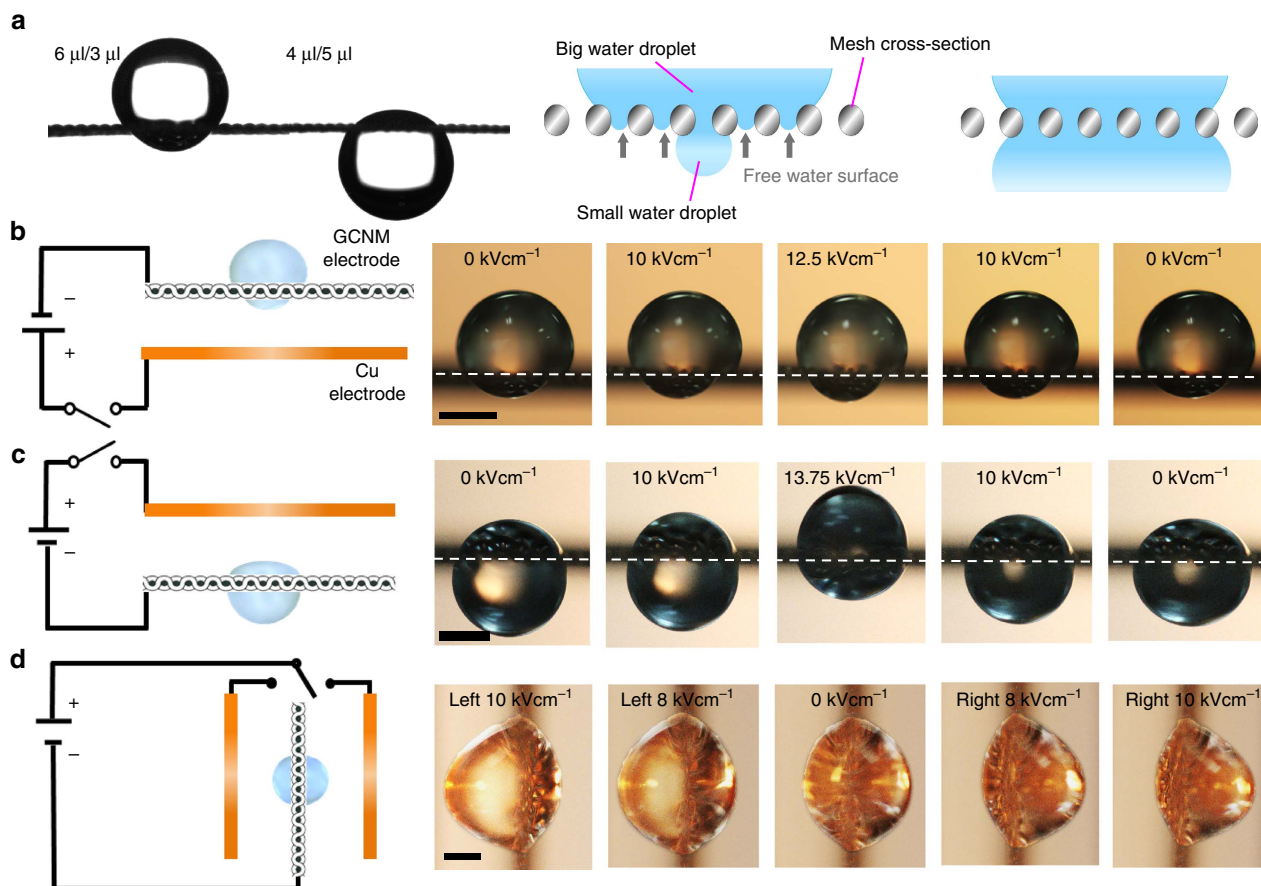 a
6 µl/3 µl
4 µl/5 µl
Big water droplet
Mesh cross-section
Free water surface
Small water droplet
b
GCNM
electrode
–
+
Cu
electrode
0 kVcm⁻¹
10 kVcm⁻¹
12.5 kVcm⁻¹
10 kVcm⁻¹
0 kVcm⁻¹
c
+
–
0 kVcm⁻¹
10 kVcm⁻¹
13.75 kVcm⁻¹
10 kVcm⁻¹
0 kVcm⁻¹
d
+
–
Left 10 kVcm⁻¹
Left 8 kVcm⁻¹
0 kVcm⁻¹
Right 8 kVcm⁻¹
Right 10 kVcm⁻¹